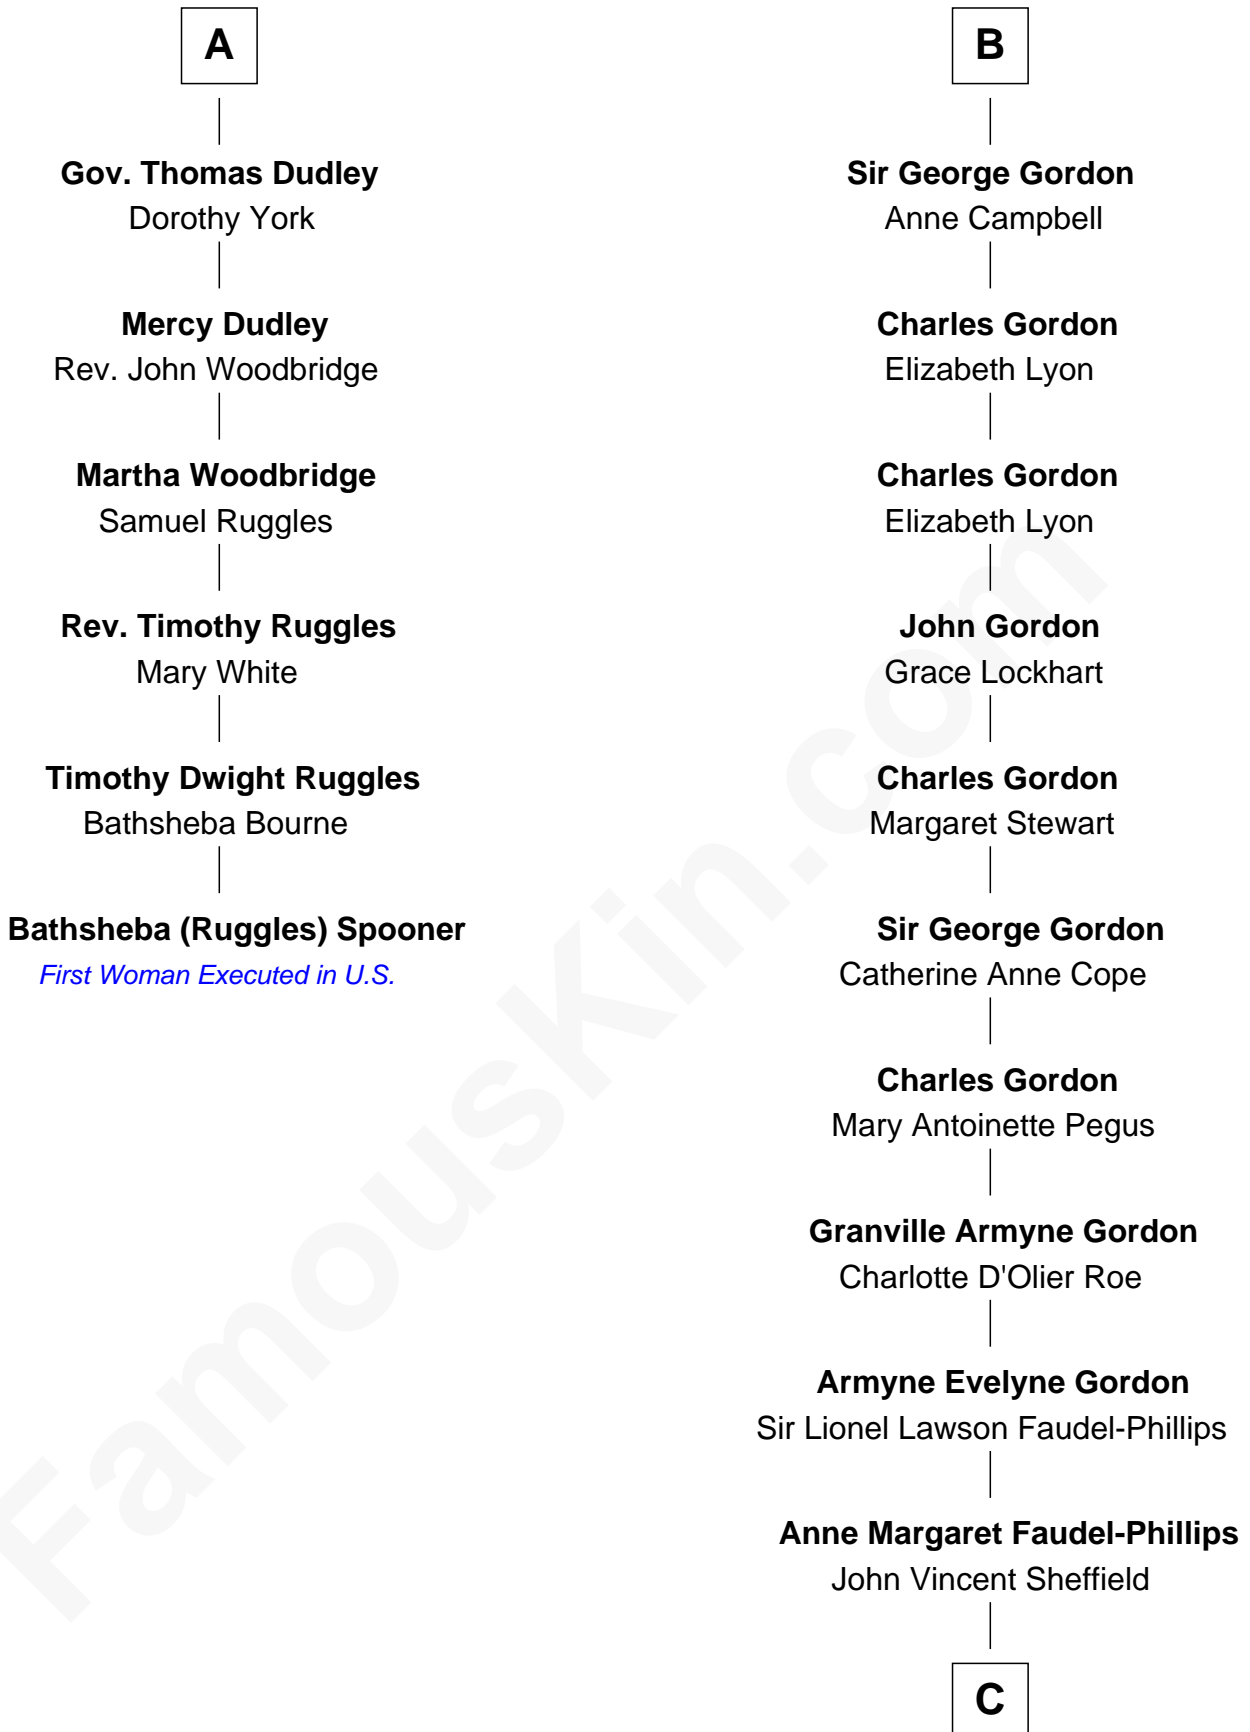 A
Gov. Thomas Dudley
Dorothy York
Mercy Dudley
Rev. John Woodbridge
Martha Woodbridge
Samuel Ruggles
Rev. Timothy Ruggles
Mary White
Timothy Dwight Ruggles
Bathsheba Bourne
Bathsheba (Ruggles) Spooner
First Woman Executed in U.S.
B
Sir George Gordon
Anne Campbell
Charles Gordon
Elizabeth Lyon
Charles Gordon
Elizabeth Lyon
John Gordon
Grace Lockhart
Charles Gordon
Margaret Stewart
Sir George Gordon
Catherine Anne Cope
Charles Gordon
Mary Antoinette Pegus
Granville Armyne Gordon
Charlotte D'Olier Roe
Armyne Evelyne Gordon
Sir Lionel Lawson Faudel-Phillips
Anne Margaret Faudel-Phillips
John Vincent Sheffield
C
FamousKin.com